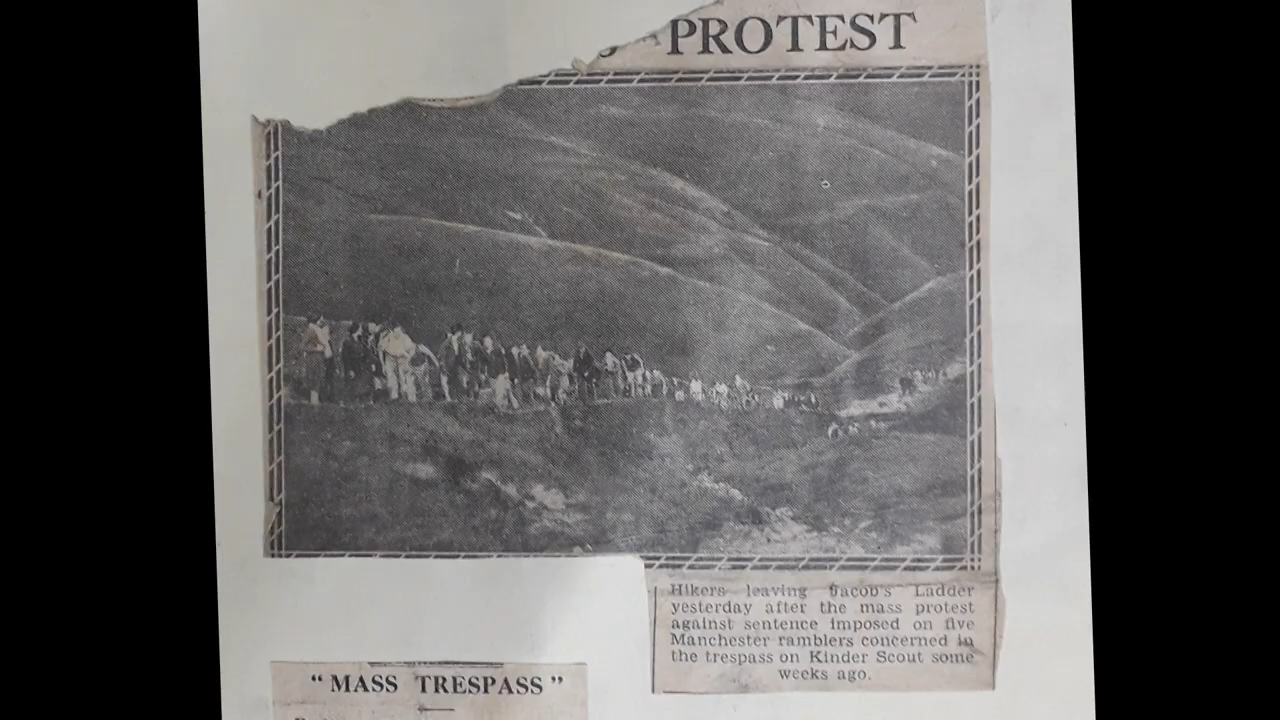 PROTEST
Hikers leaving Jacob's Ladder
yesterday after the mass protest
against sentence imposed on five
Manchester ramblers concerned in
the trespass on Kinder Scout some
weeks ago.
"MASS TRESPASS"